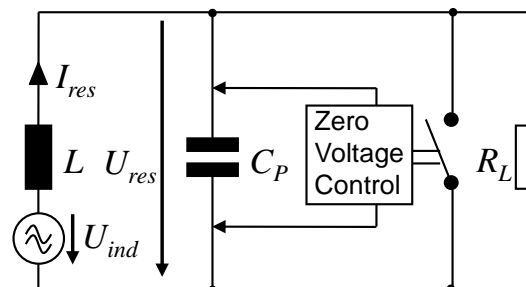 I_res
L
U_res
C_P
Zero
Voltage
Control
R_L
U_ind